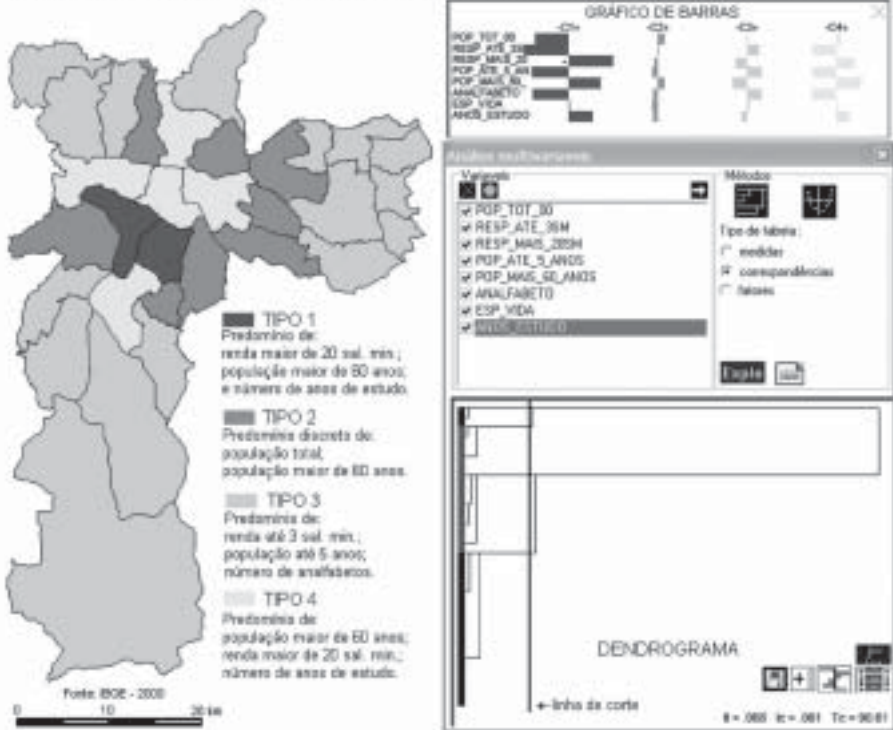 TIPO 1
Predomínio de:
renda maior de 20 sal. min.;
população maior de 60 anos;
e número de anos de estudo.
TIPO 2
Predomínio discreto de:
população total;
população maior de 60 anos.
TIPO 3
Predomínio de:
renda até 3 sal. min.;
população até 5 anos;
número de analfabetos.
TIPO 4
Predomínio de
população maior de 60 anos;
renda maior de 20 sal. min.;
número de anos de estudo.
Fonte: IBGE - 2000
0 10 20 km
GRÁFICO DE BARRAS
POP_TOT_00
RESP_ATÉ_3S
RESP_MAIS_20
POP_ATE_5_AN
POP_MAIS_60_
ANALFABETO
ESP_VIDA
ANOS_ESTUDO
Análise multivariável
Variáveis
POP_TOT_00
RESP_ATE_3SM
RESP_MAIS_20SM
POP_ATE_5_ANOS
POP_MAIS_60_ANOS
ANALFABETO
ESP_VIDA
ANOS_ESTUDO
Métodos
Tipo de tabela:
medidas
correspondências
fatores
DENDROGRAMA
linha de corte